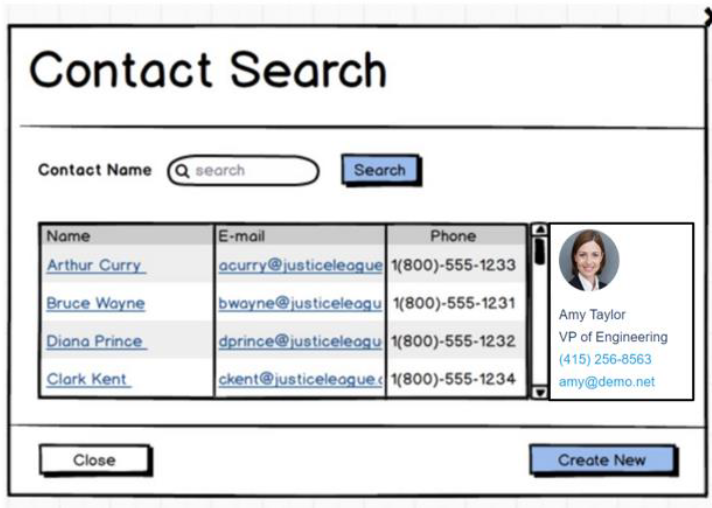 Contact Search
Contact Name search Search
Name E-mail Phone
Arthur Curry acurry@justiceleague 1(800)-555-1233
Bruce Wayne bwayne@justiceleagu 1(800)-555-1231
Diana Prince dprince@justiceleagu 1(800)-555-1232
Clark Kent ckent@justiceleague.c 1(800)-555-1234
Amy Taylor
VP of Engineering
(415) 256-8563
amy@demo.net
Close Create New